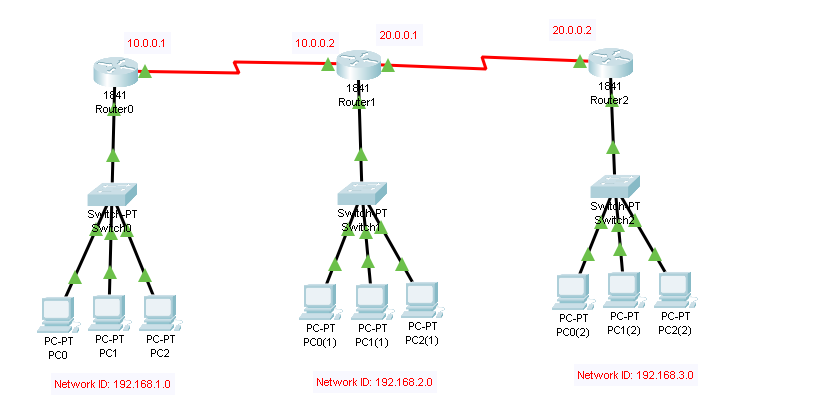 10.0.0.1
10.0.0.2
20.0.0.1
20.0.0.2
1841
Router0
1841
Router1
1841
Router2
Switch-PT
Switch0
Switch-PT
Switch1
Switch-PT
Switch2
PC-PT
PC0
PC-PT
PC1
PC-PT
PC2
PC-PT
PC0(1)
PC-PT
PC1(1)
PC-PT
PC2(1)
PC-PT
PC0(2)
PC-PT
PC1(2)
PC-PT
PC2(2)
Network ID: 192.168.1.0
Network ID: 192.168.2.0
Network ID: 192.168.3.0